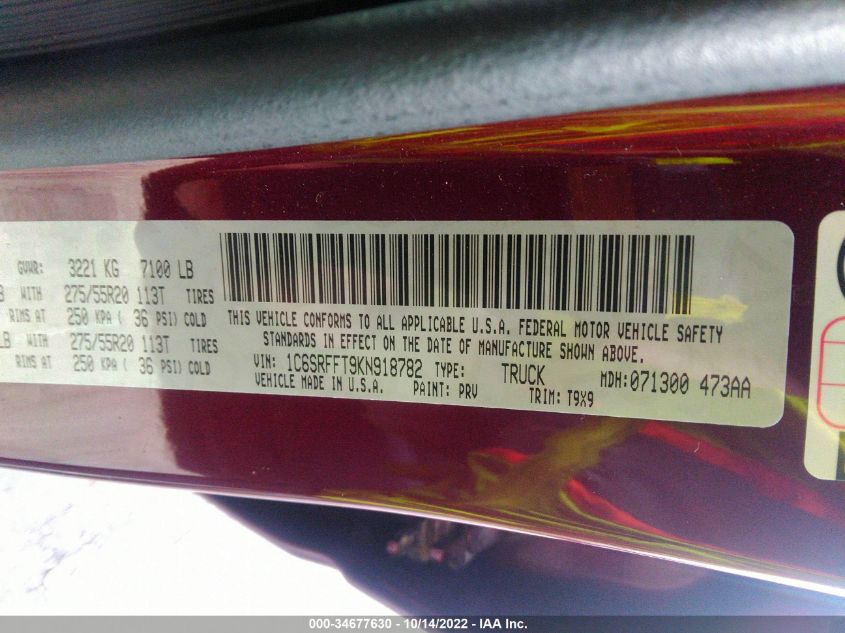 GVWR: 3221 KG 7100 LB
B WITH 275/55R20 113T TIRES
RIMS AT 250 KPA ( 36 PSI) COLD
LB WITH 275/55R20 113T TIRES
RIMS AT 250 KPA ( 36 PSI) COLD
THIS VEHICLE CONFORMS TO ALL APPLICABLE U.S.A. FEDERAL MOTOR VEHICLE SAFETY
STANDARDS IN EFFECT ON THE DATE OF MANUFACTURE SHOWN ABOVE.
VIN: 1C6SRFFT9KN918782 TYPE: TRUCK MDH:071300 473AA
VEHICLE MADE IN U.S.A. PAINT: PRV TRIM: T9X9
000-34677630 - 10/14/2022 - IAA Inc.